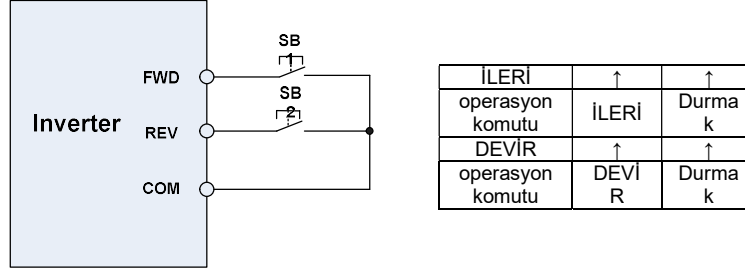 SB
1
FWD
SB
2
Inverter
REV
COM
İLERİ ↑ ↑
operasyon komutu İLERİ Durma k
DEVİR ↑ ↑
operasyon komutu DEVİ R Durma k